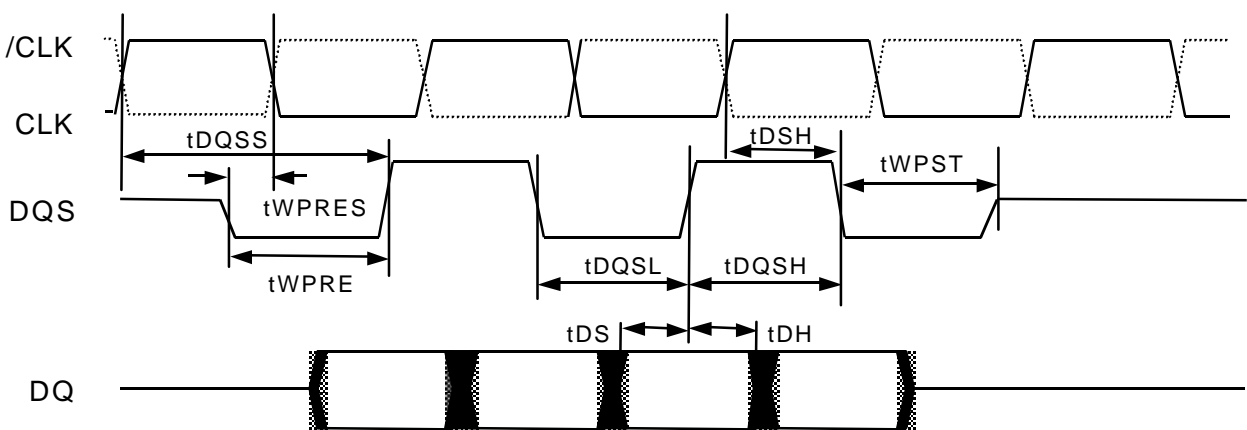 /CLK
CLK
tDQSS
tDSH
tWPST
tWPRES
DQS
tWPRE
tDQSL
tDQSH
tDS
tDH
DQ